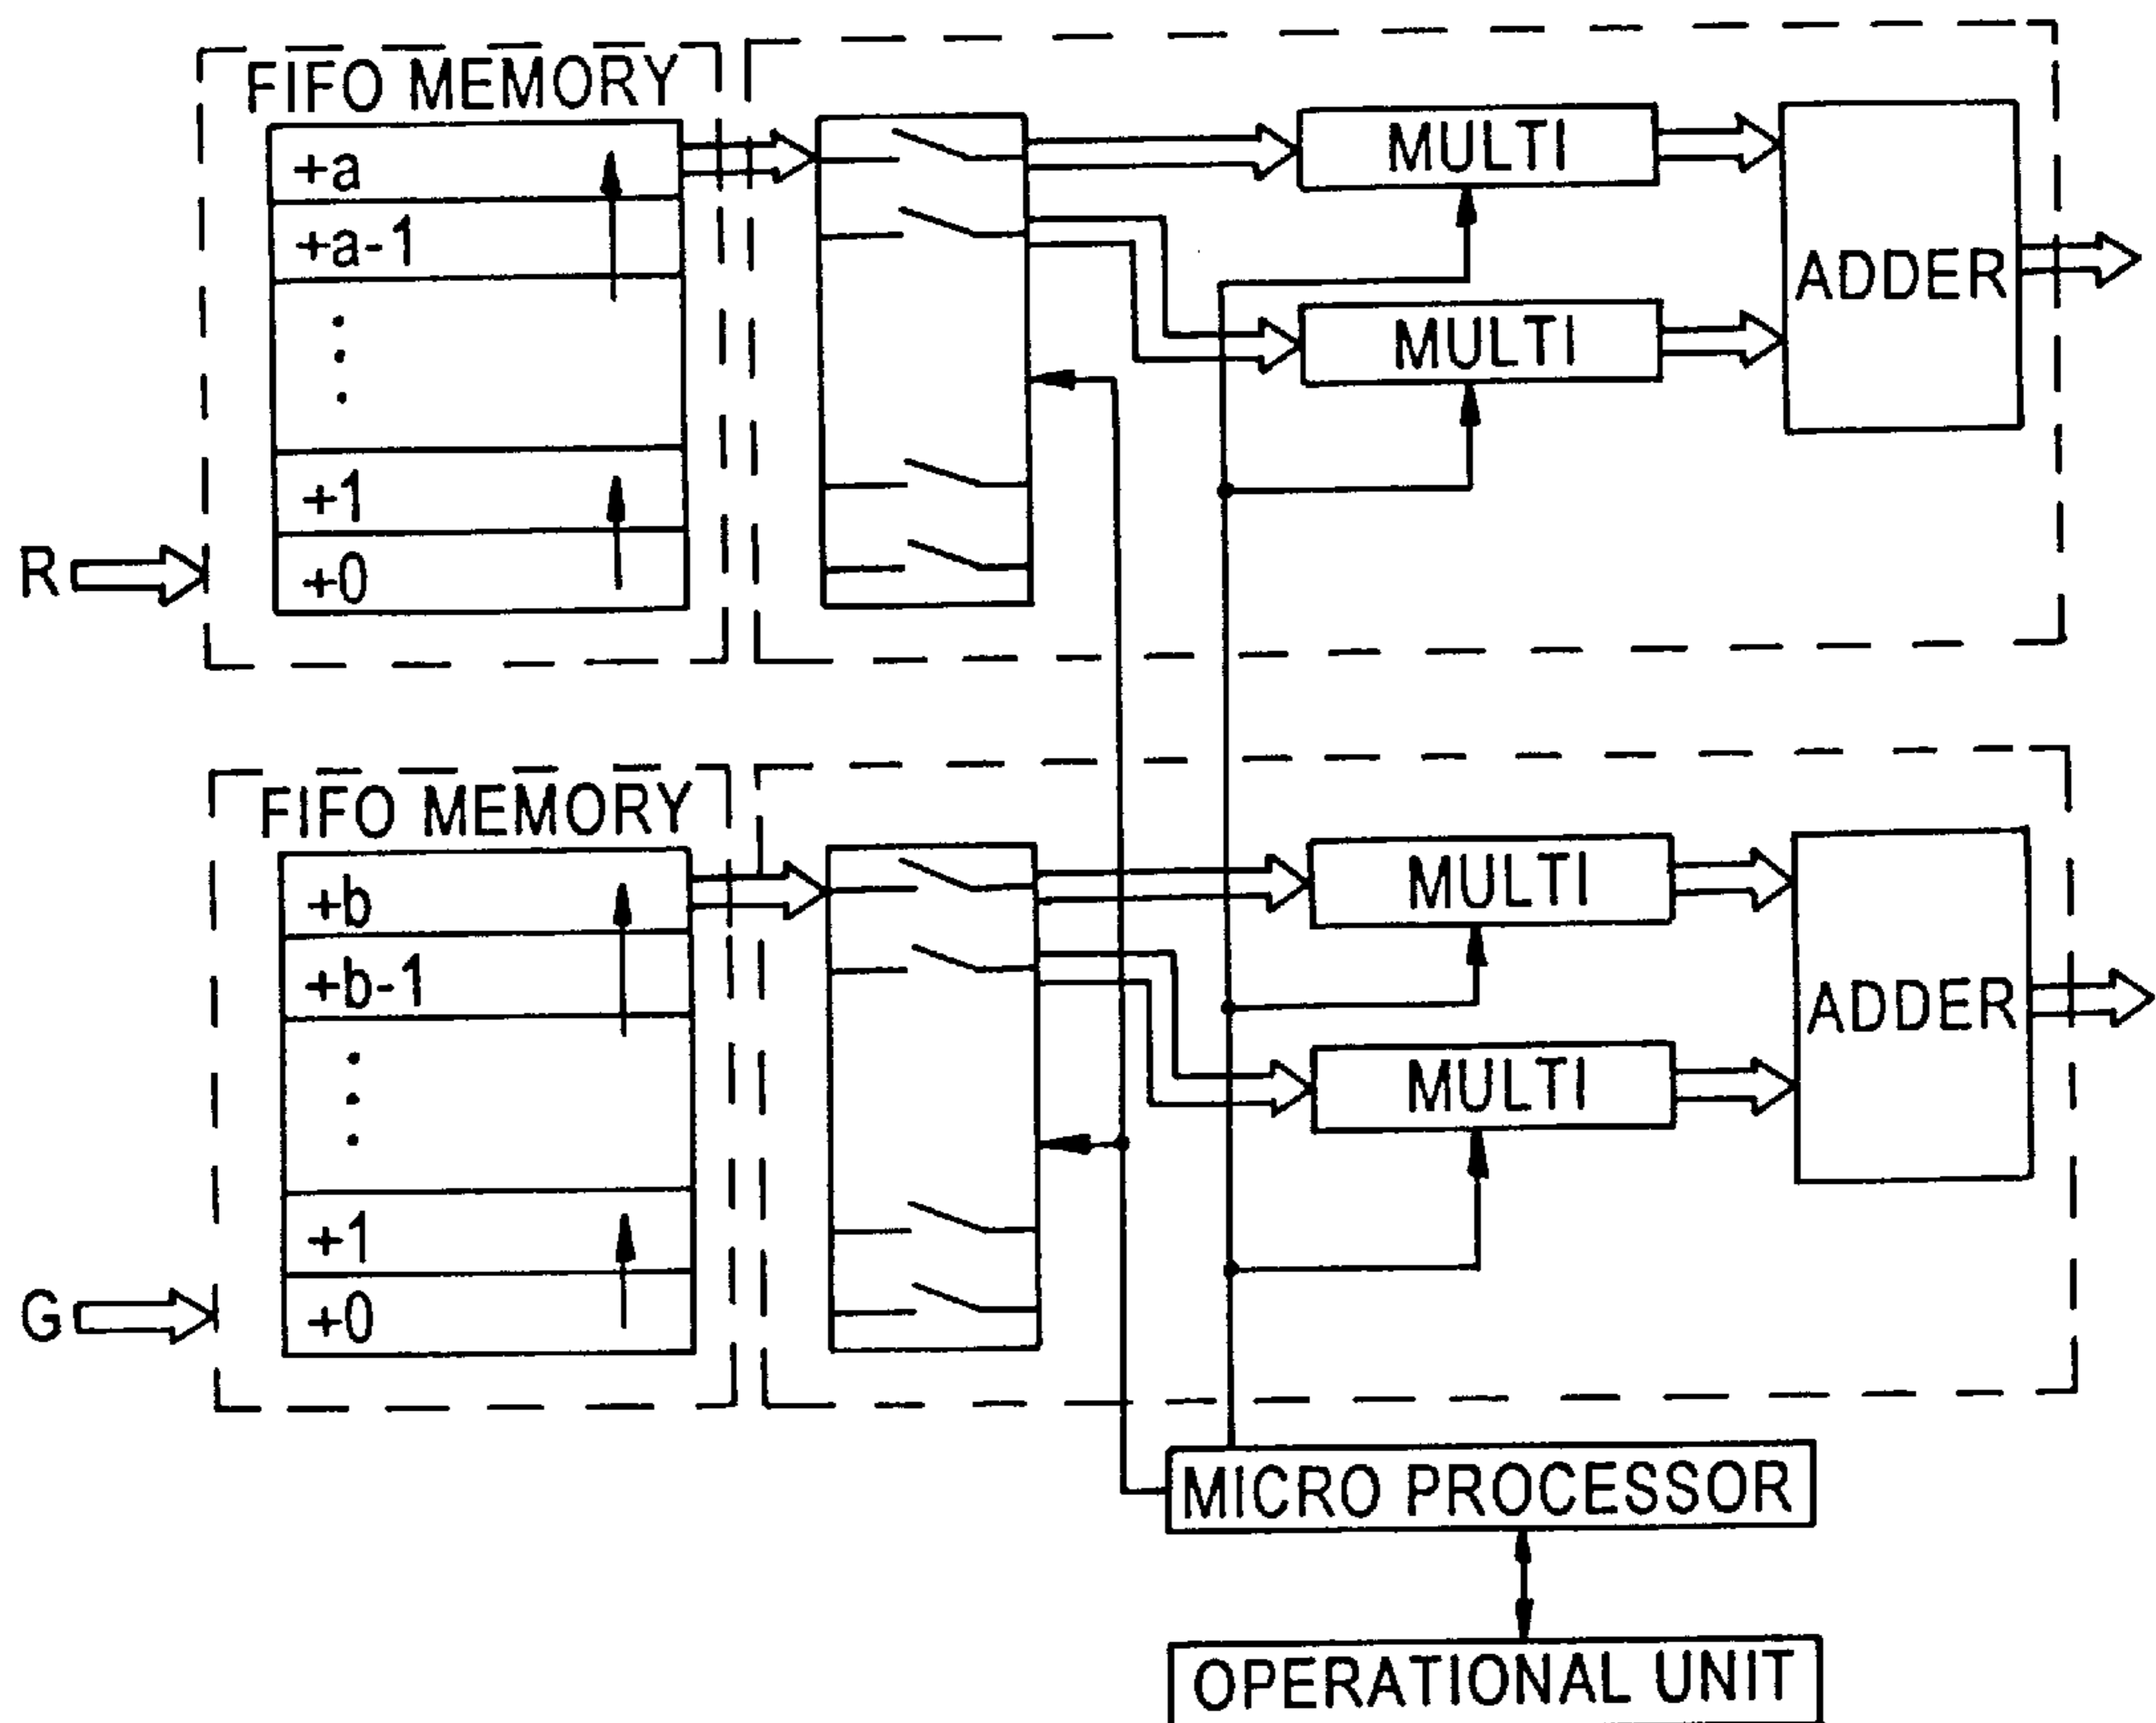 FIFO MEMORY
+a
+a-1
+1
+0
R
MULTI
MULTI
ADDER
FIFO MEMORY
+b
+b-1
+1
+0
G
MULTI
MULTI
ADDER
MICRO PROCESSOR
OPERATIONAL UNIT